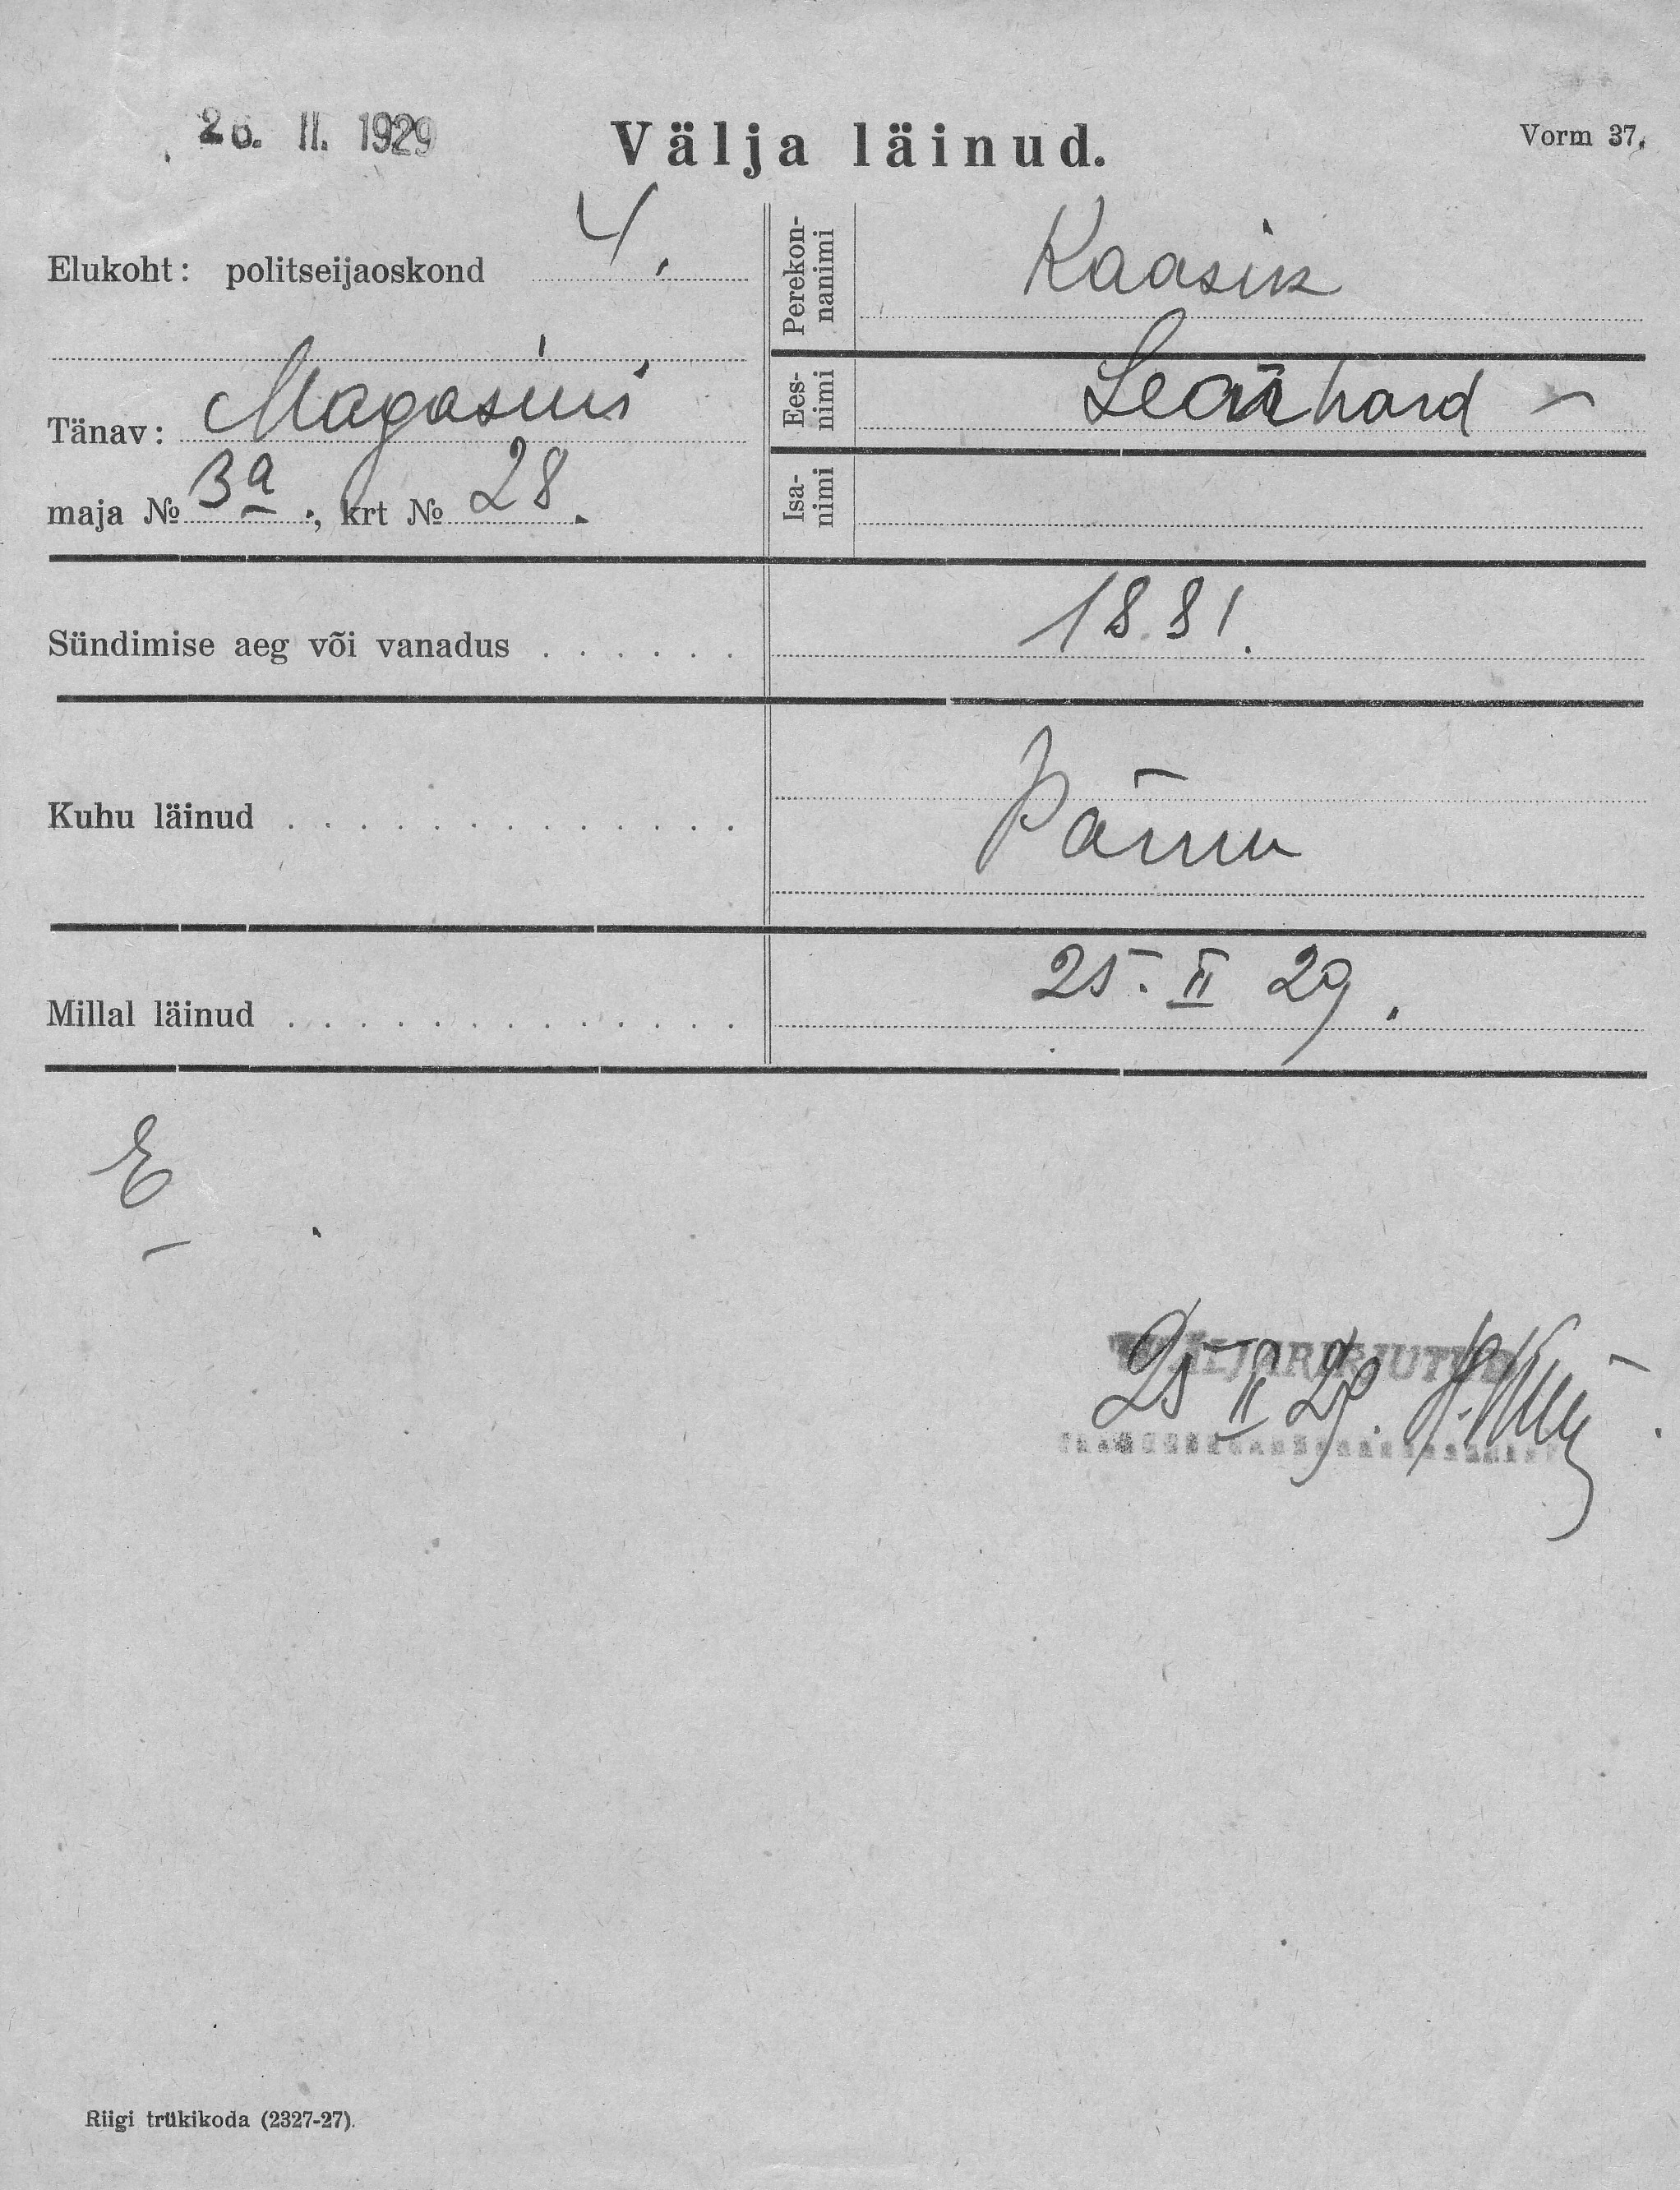 26. II. 1929
Välja läinud.
Vorm 37.
Elukoht: politseijaoskond 4.
Tänav: Magasini
maja № 3a, krt № 28.
Perekon-
nanimi
Kaasik
Ees-
nimi
Leonhard
Isa-
nimi
Sündimise aeg või vanadus . . . . . . 1881.
Kuhu läinud . . . . . . . . . . . . . Pärnu
Millal läinud . . . . . . . . . . . . . 25. II 29.
E
VÄLJAKIRJUTUD
25 II 29.
Riigi trükikoda (2327-27).